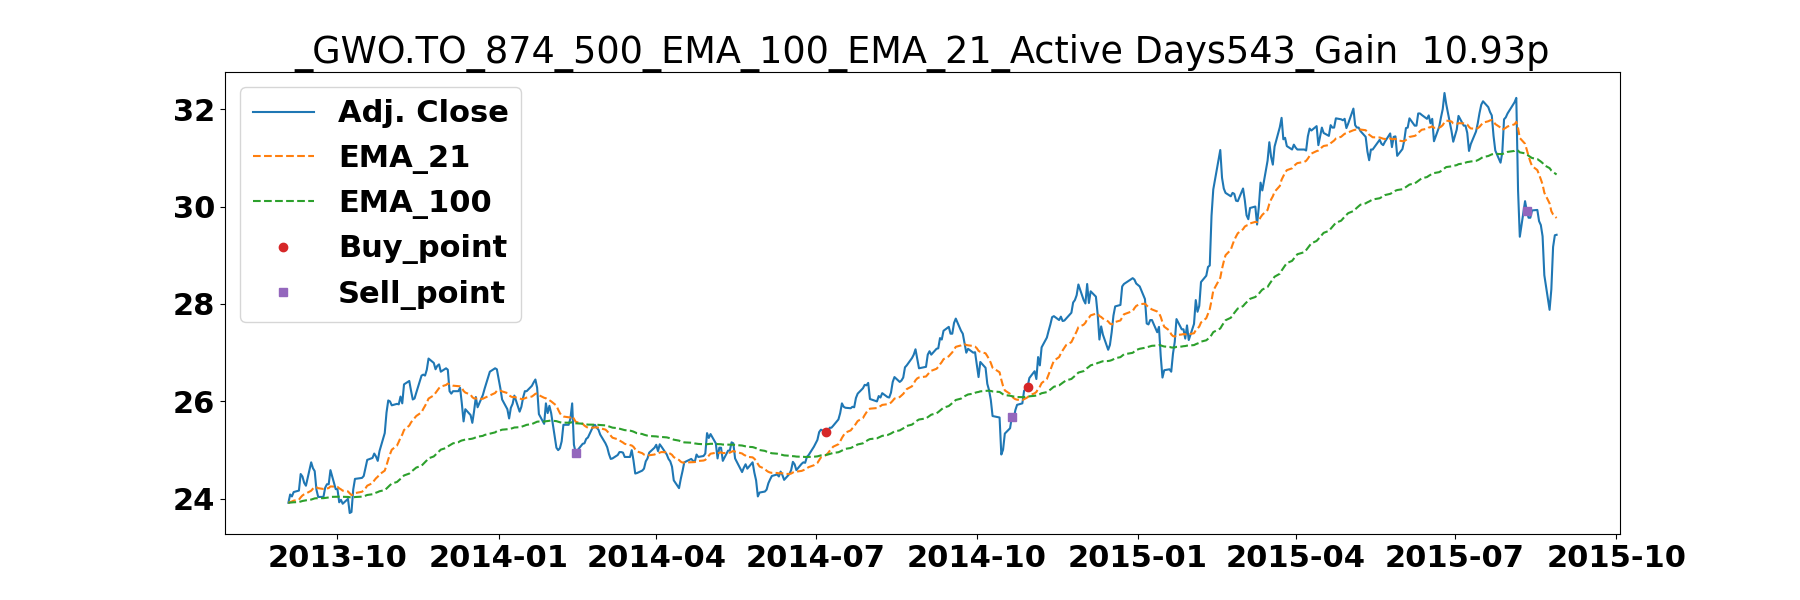 _GWO.TO_874_500_EMA_100_EMA_21_Active Days543_Gain  10.93p
Adj. Close
EMA_21
EMA_100
Buy_point
Sell_point
32
30
28
26
24
2013-10 2014-01 2014-04 2014-07 2014-10 2015-01 2015-04 2015-07 2015-10